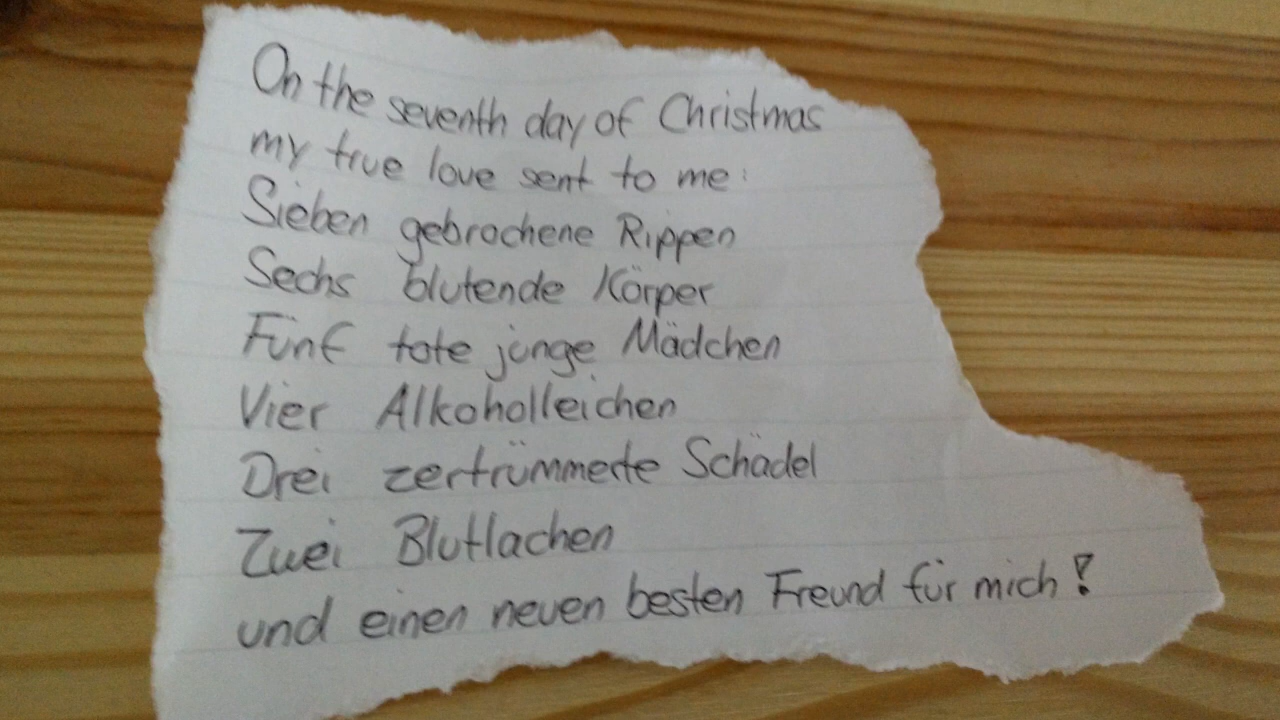 On the seventh day of Christmas
my true love sent to me:
Sieben gebrochene Rippen
Sechs blutende Körper
Fünf tote junge Mädchen
Vier Alkoholleichen
Drei zertrümmerte Schädel
Zwei Blutlachen
und einen neuen besten Freund für mich!